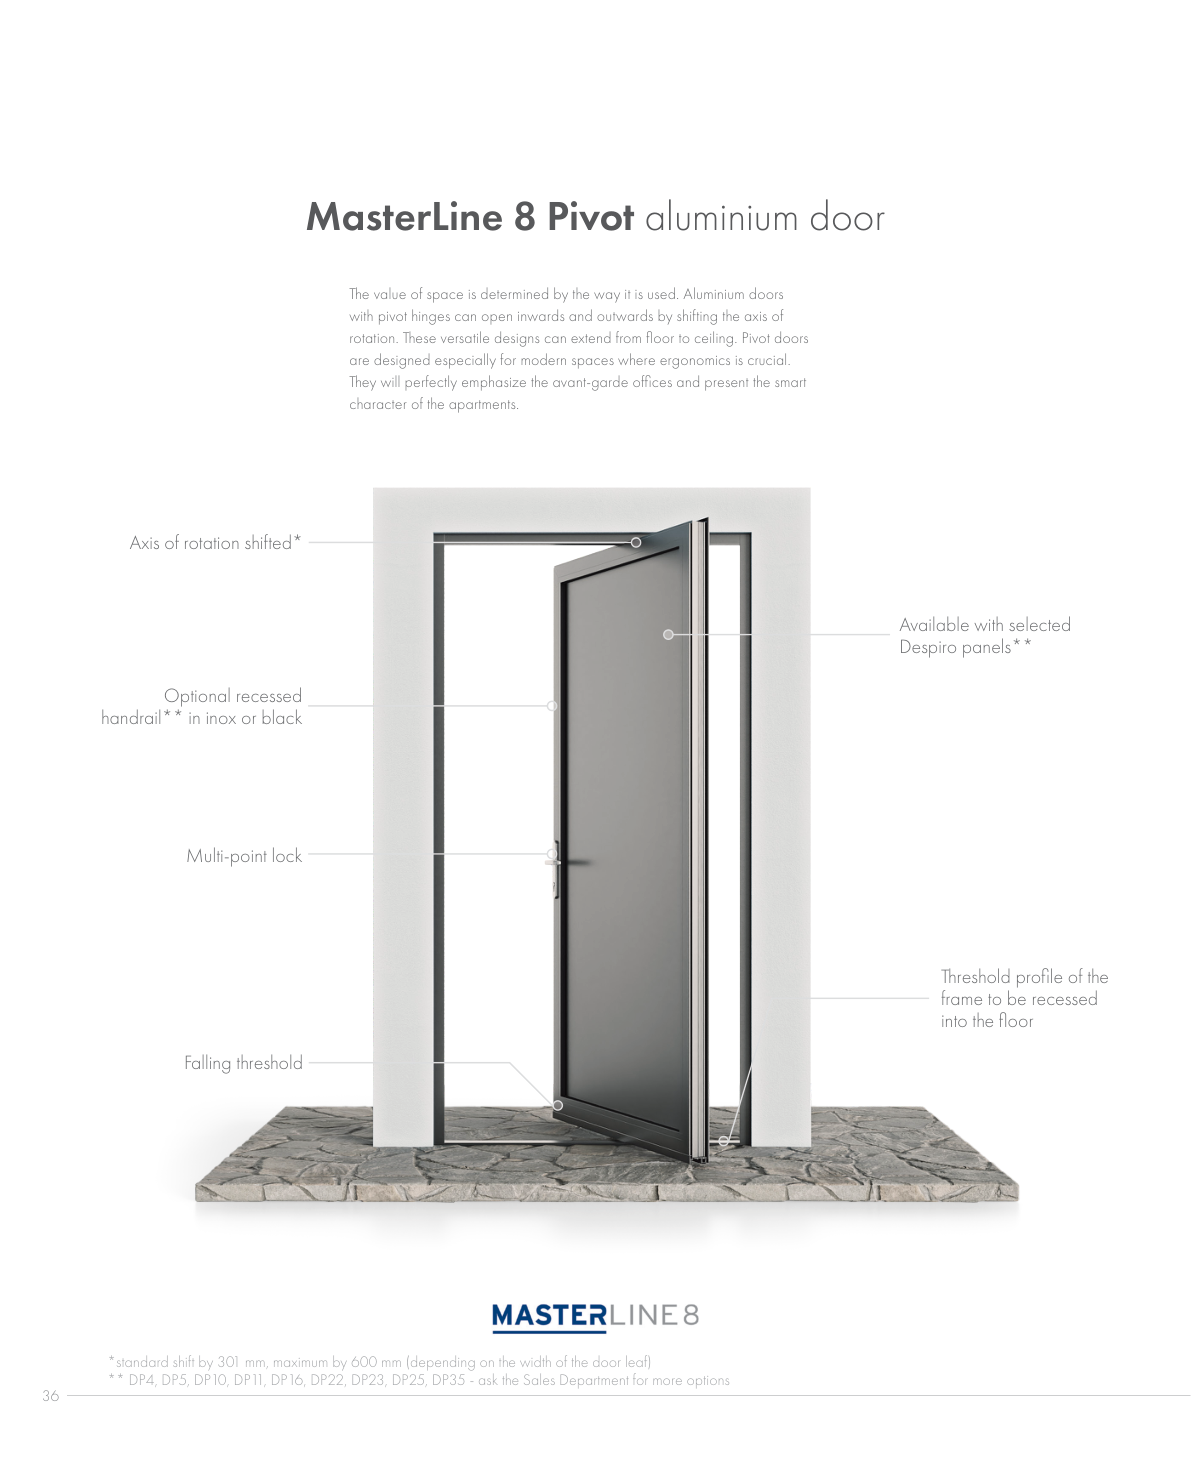 MasterLine 8 Pivot aluminium door
The value of space is determined by the way it is used. Aluminium doors
with pivot hinges can open inwards and outwards by shifting the axis of
rotation. These versatile designs can extend from floor to ceiling. Pivot doors
are designed especially for modern spaces where ergonomics is crucial.
They will perfectly emphasize the avant-garde offices and present the smart
character of the apartments.
Axis of rotation shifted*
Available with selected
Despiro panels**
Optional recessed
handrail** in inox or black
Multi-point lock
Threshold profile of the
frame to be recessed
into the floor
Falling threshold
MASTERLINE8
*standard shift by 301 mm, maximum by 600 mm (depending on the width of the door leaf)
** DP4, DP5, DP10, DP11, DP16, DP22, DP23, DP25, DP35 - ask the Sales Department for more options
36